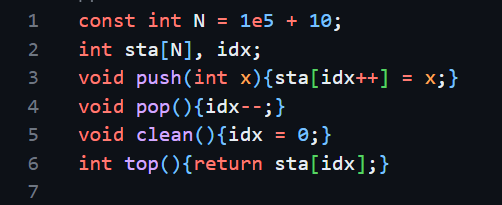 1 const int N = 1e5 + 10;
2 int sta[N], idx;
3 void push(int x){sta[idx++] = x;}
4 void pop(){idx--;}
5 void clean(){idx = 0;}
6 int top(){return sta[idx];}
7